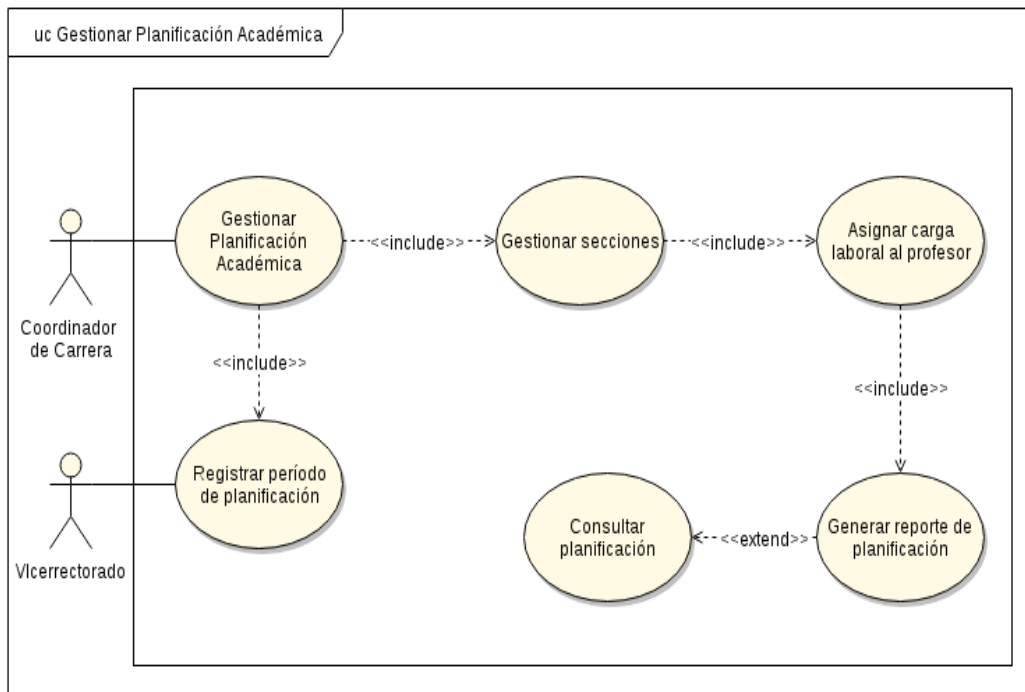 uc Gestionar Planificación Académica
Gestionar
Planificación
Académica
<<include>>
Gestionar secciones
<<include>>
Asignar carga
laboral al profesor
Coordinador
de Carrera
<<include>>
<<include>>
Registrar período
de planificación
VIcerrectorado
Consultar
planificación
<<extend>>
Generar reporte de
planificación